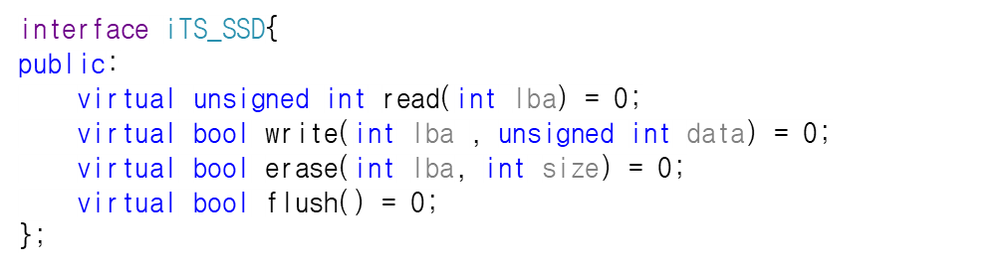 interface iTS_SSD{
public:
    virtual unsigned int read(int lba) = 0;
    virtual bool write(int lba , unsigned int data) = 0;
    virtual bool erase(int lba, int size) = 0;
    virtual bool flush() = 0;
};